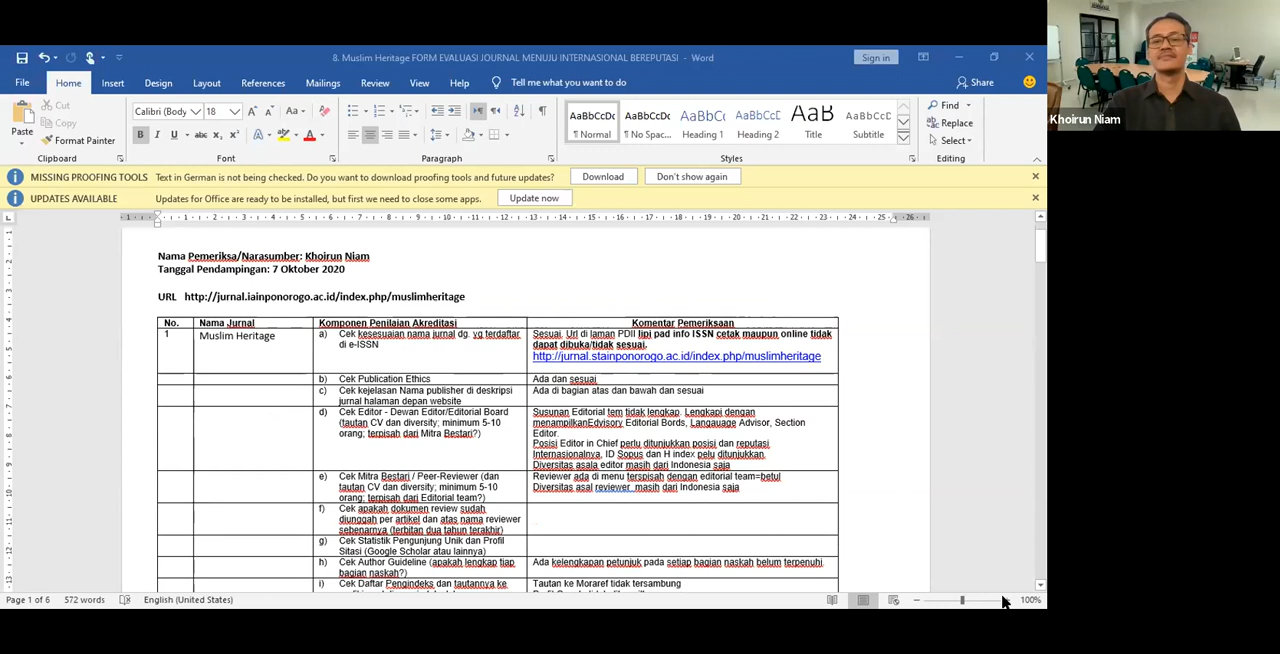 8. Muslim Heritage FORM EVALUASI JOURNAL MENUJU INTERNASIONAL BEREPUTASI - Word
Sign in
File Home Insert Design Layout References Mailings Review View Help Tell me what you want to do
Share
Paste
Cut
Copy
Format Painter
Clipboard
Calibri (Body 18
Font
Paragraph
AaBbCcDc AaBbCcDc AaBbCc AaBbCcC AaB AaBbCcD
¶ Normal ¶ No Spac... Heading 1 Heading 2 Title Subtitle
Styles
Find
Replace
Select
Editing
Khoirun Niam
MISSING PROOFING TOOLS Text in German is not being checked. Do you want to download proofing tools and future updates? Download Don't show again
UPDATES AVAILABLE Updates for Office are ready to be installed, but first we need to close some apps. Update now
Nama Pemeriksa/Narasumber: Khoirun Niam
Tanggal Pendampingan: 7 Oktober 2020
URL http://jurnal.iainponorogo.ac.id/index.php/muslimheritage
No. Nama Jurnal Komponen Penilaian Akreditasi Komentar Pemeriksaan
1 Muslim Heritage
a) Cek kesesuaian nama jurnal dg. yg terdaftar
di e-ISSN
Sesuai, Url di laman PDII lipi pad info ISSN cetak maupun online tidak
dapat dibuka/tidak sesuai.
http://jurnal.stainponorogo.ac.id/index.php/muslimheritage
b) Cek Publication Ethics
Ada dan sesuai
c) Cek kejelasan Nama publisher di deskripsi
jurnal halaman depan website
Ada di bagian atas dan bawah dan sesuai
d) Cek Editor - Dewan Editor/Editorial Board
(tautan CV dan diversity; minimum 5-10
orang; terpisah dari Mitra Bestari?)
Susunan Editorial tem tidak lengkap. Lengkapi dengan
menampilkanEdvisory Editorial Bords, Langauage Advisor, Section
Editor.
Posisi Editor in Chief perlu ditunjukkan posisi dan reputasi
Internasionalnya, ID Sopus dan H index pelu ditunjukkan,
Diversitas asala editor masih dari Indonesia saja
e) Cek Mitra Bestari / Peer-Reviewer (dan
tautan CV dan diversity; minimum 5-10
orang; terpisah dari Editorial team?)
Reviewer ada di menu terspisah dengan editorial team=betul
Diversitas asal reviewer masih dari Indonesia saja
f) Cek apakah dokumen review sudah
diunggah per artikel dan atas nama reviewer
sebenarnya (terbitan dua tahun terakhir)
g) Cek Statistik Pengunjung Unik dan Profil
Sitasi (Google Scholar atau lainnya)
h) Cek Author Guideline (apakah lengkap tiap
bagian naskah?)
Ada kelengkapan petunjuk pada setiap bagian naskah belum terpenuhi,
i) Cek Daftar Pengindeks dan tautannya ke
Tautan ke Moraref tidak tersambung
Page 1 of 6 572 words English (United States) 100%